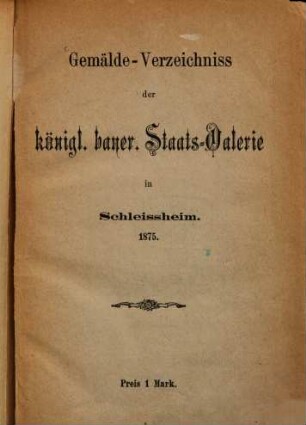 Gemälde-Verzeichniss
der
königl. bayer. Staats-Galerie
in
Schleissheim.
1875.
Preis 1 Mark.